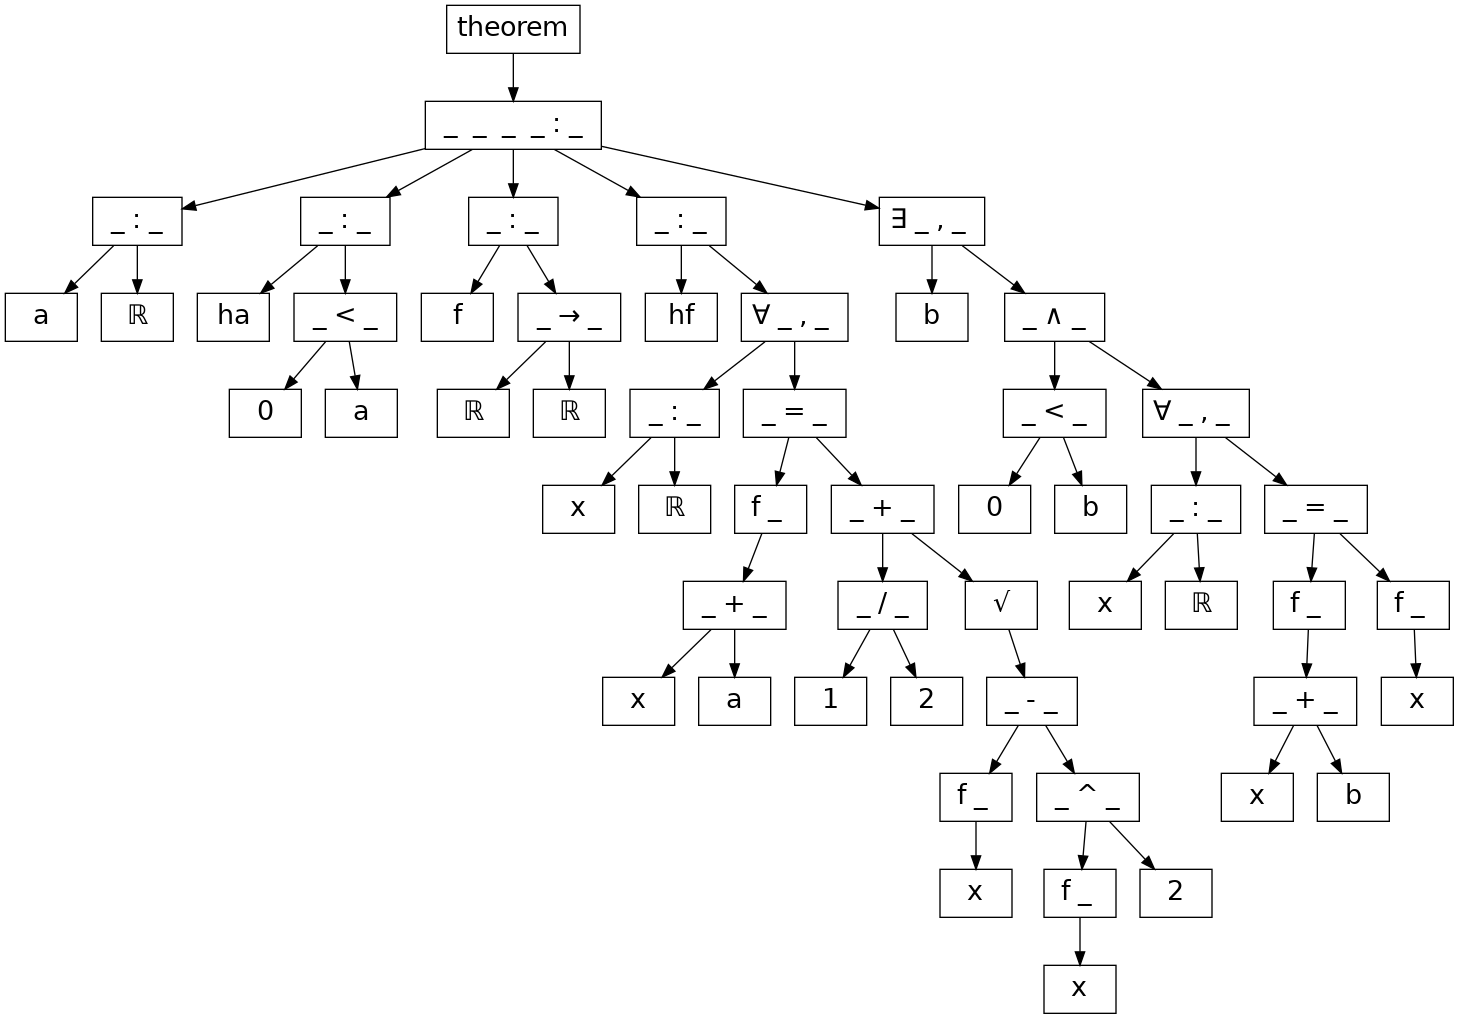 theorem
_ _ _ _ : _
_ : _ _ : _ _ : _ _ : _ ∃ _ , _
a ℝ ha _ < _ f _ → _ hf ∀ _ , _ b _ ∧ _
0 a ℝ ℝ _ : _ _ = _ _ < _ ∀ _ , _
x ℝ f _ _ + _ 0 b _ : _ _ = _
_ + _ _ / _ √ x ℝ f _ f _
x a 1 2 _ - _ _ + _ x
f _ _ ^ _ x b
x f _ 2
x